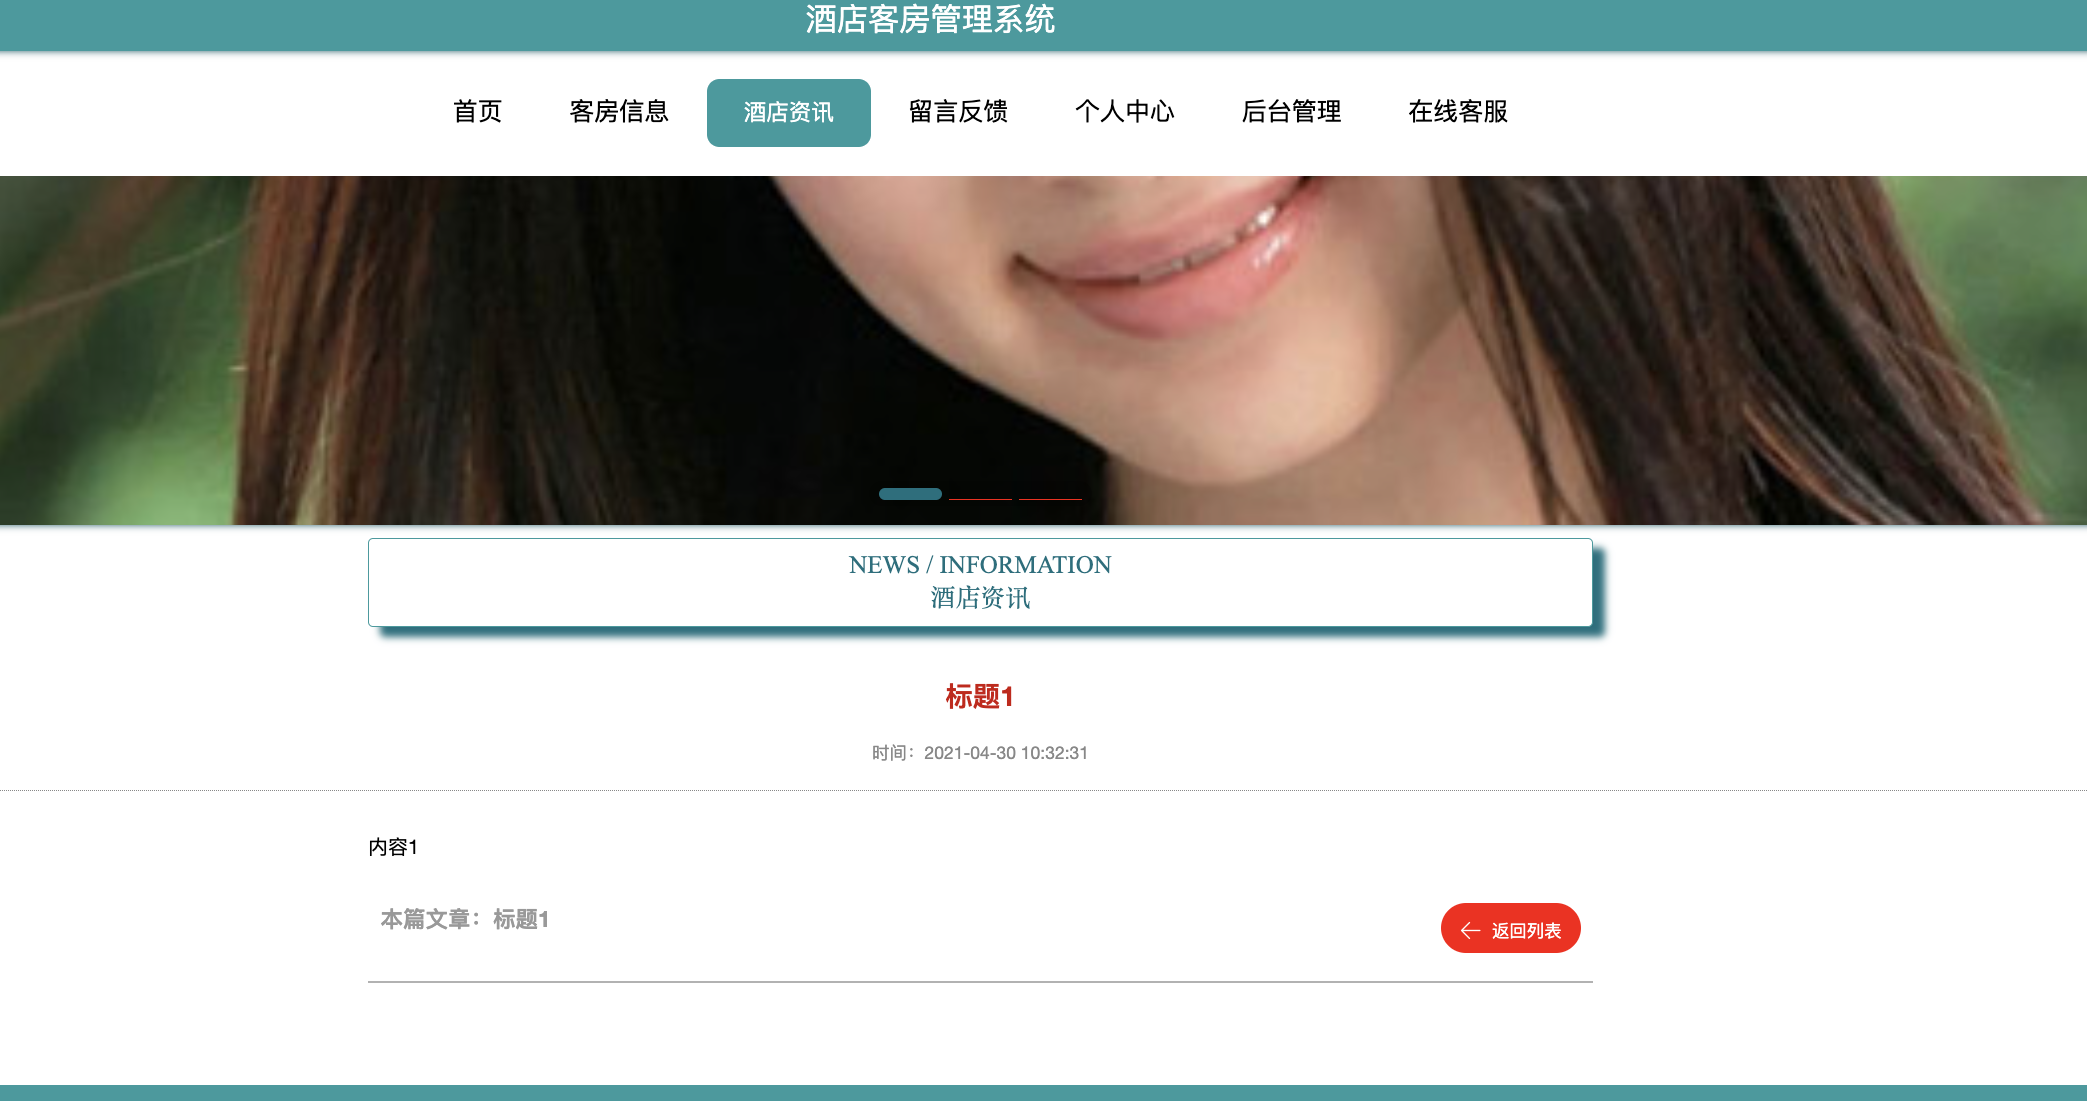 酒店客房管理系统
首页 客房信息 酒店资讯 留言反馈 个人中心 后台管理 在线客服
NEWS / INFORMATION
酒店资讯
标题1
时间：2021-04-30 10:32:31
内容1
本篇文章：标题1
返回列表